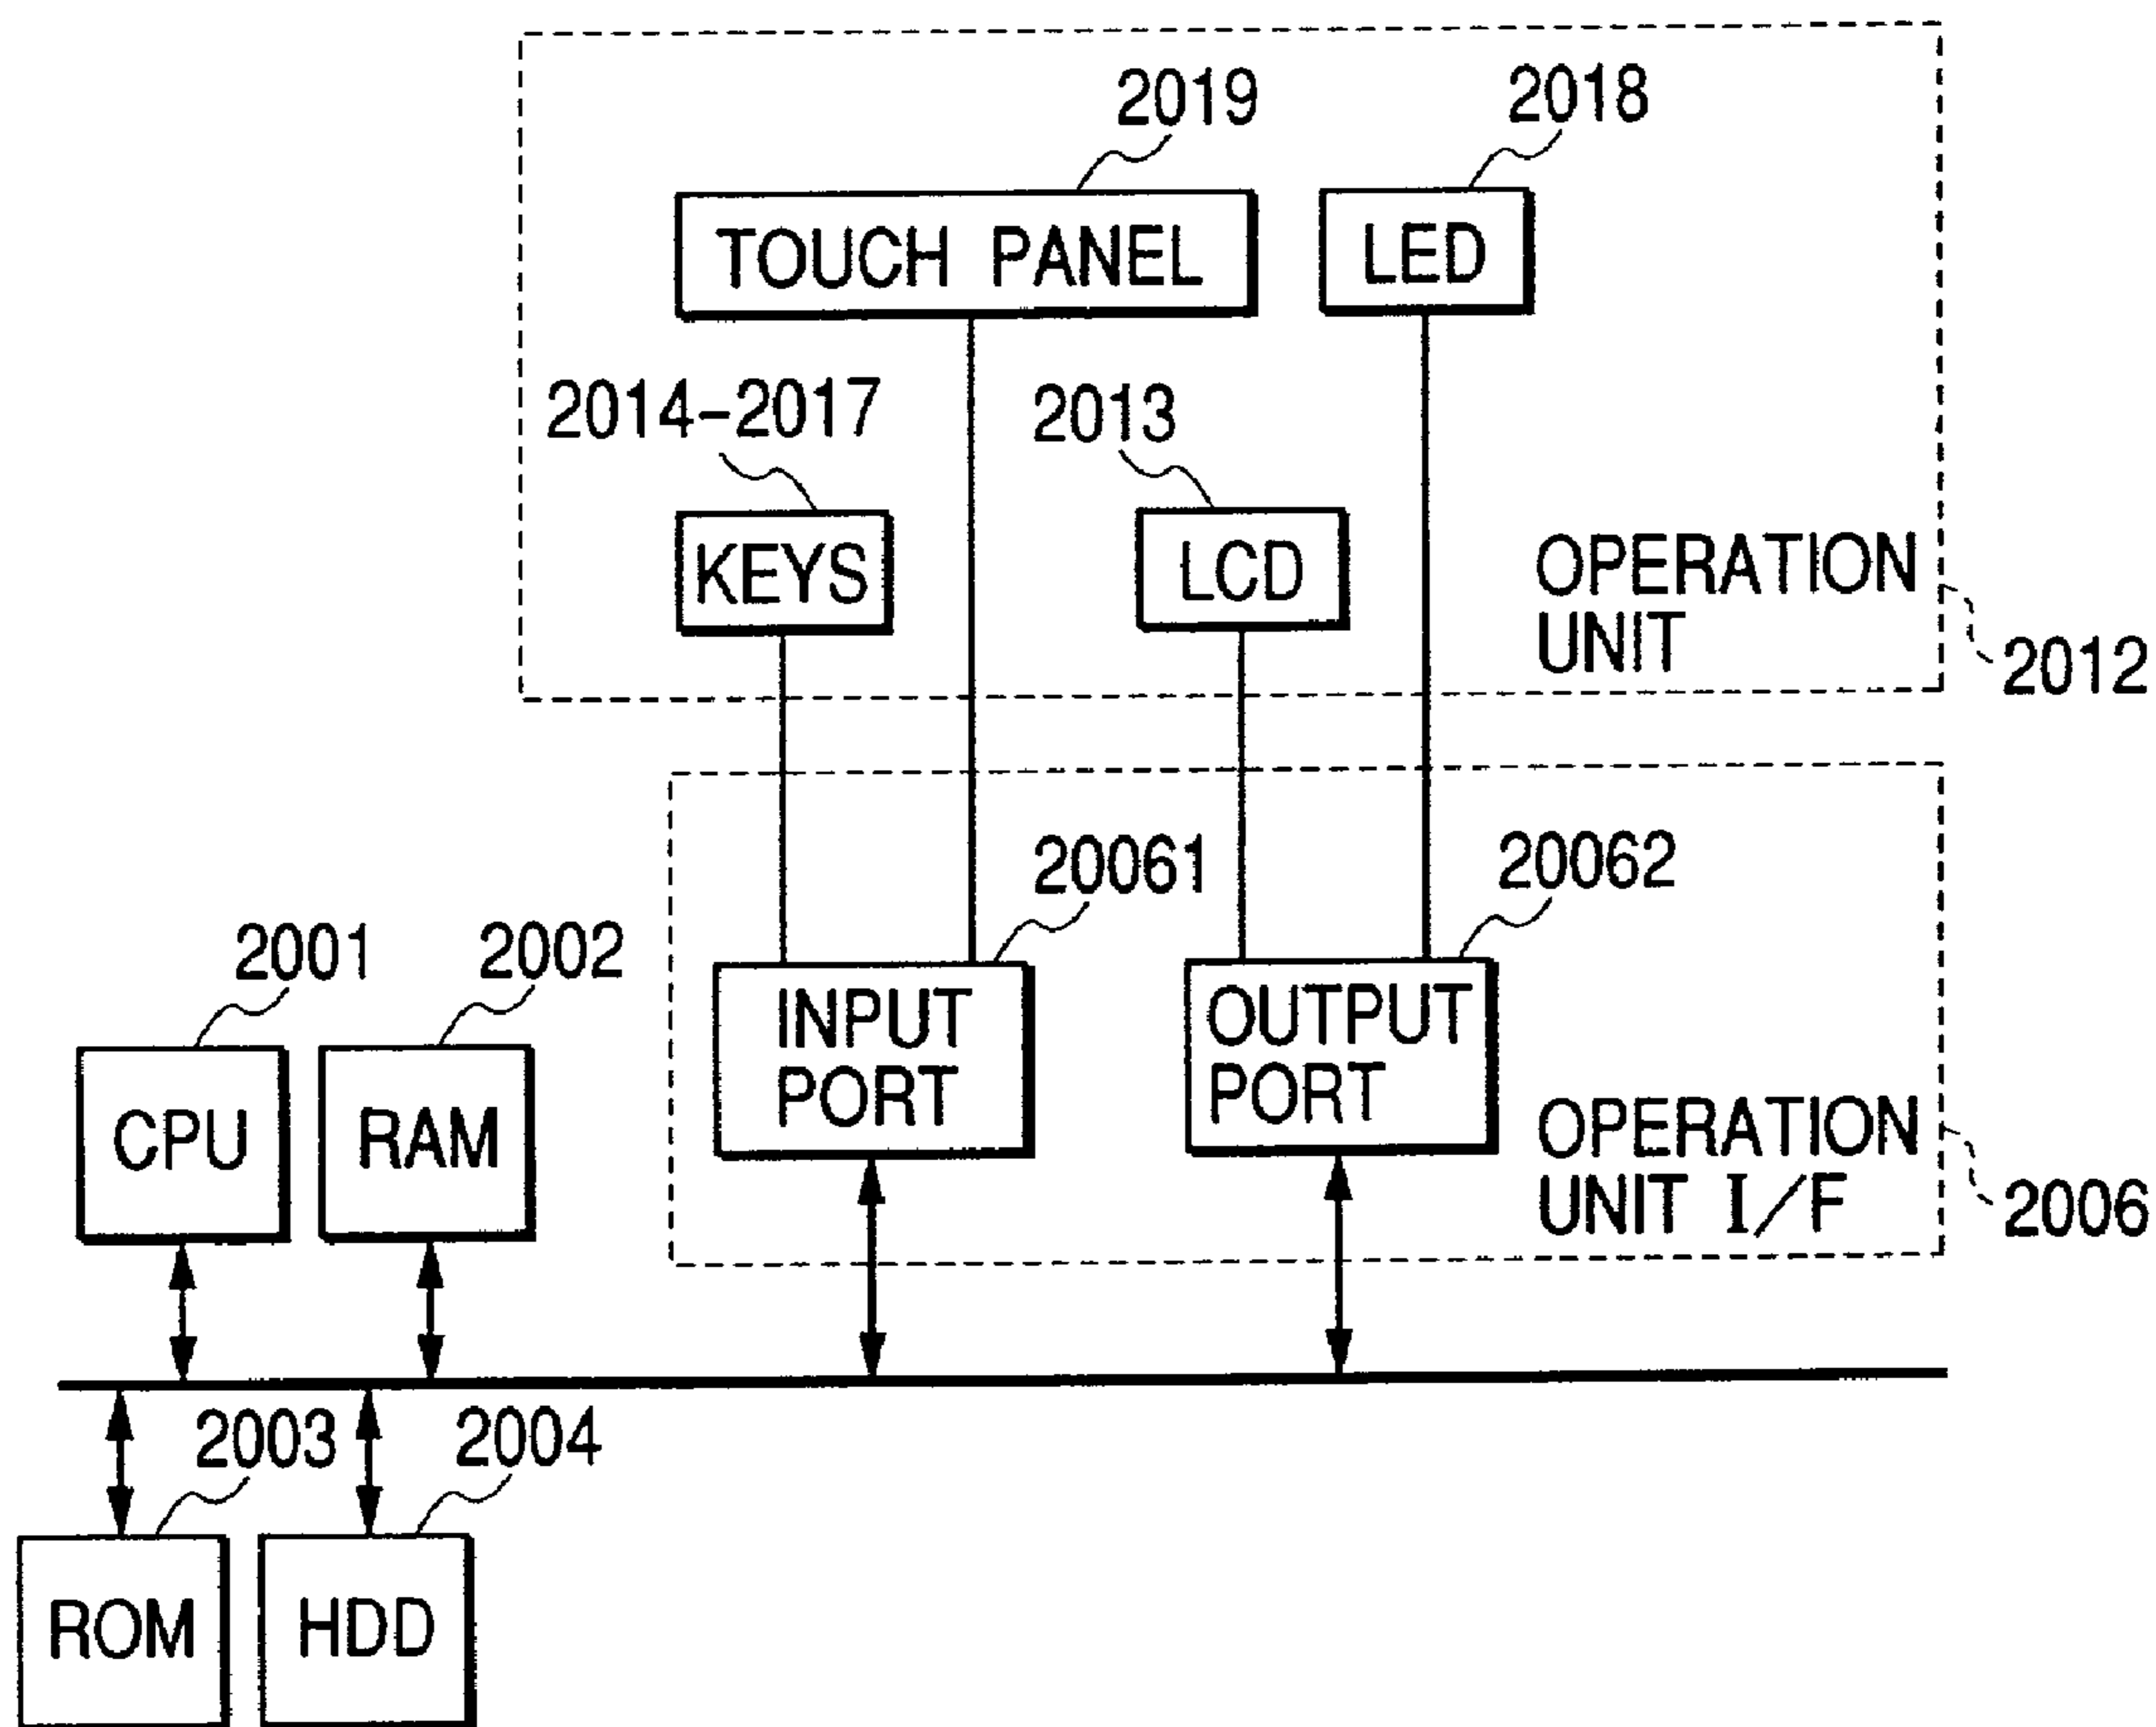 2019
2018
TOUCH PANEL
LED
2014-2017
2013
KEYS
LCD
OPERATION
UNIT
2012
20061
20062
2001
2002
INPUT
PORT
OUTPUT
PORT
CPU
RAM
OPERATION
UNIT I/F
2006
2003
2004
ROM
HDD